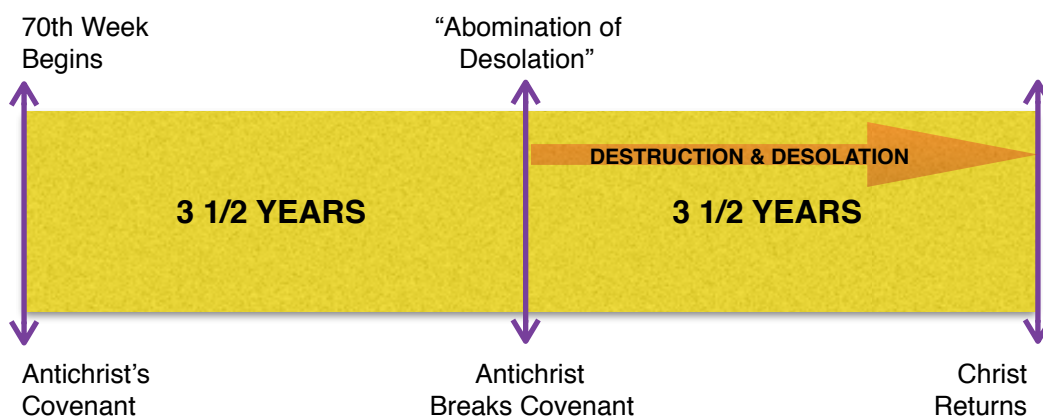 70th Week
Begins
“Abomination of
Desolation”
DESTRUCTION & DESOLATION
3 1/2 YEARS
3 1/2 YEARS
Antichrist’s
Covenant
Antichrist
Breaks Covenant
Christ
Returns